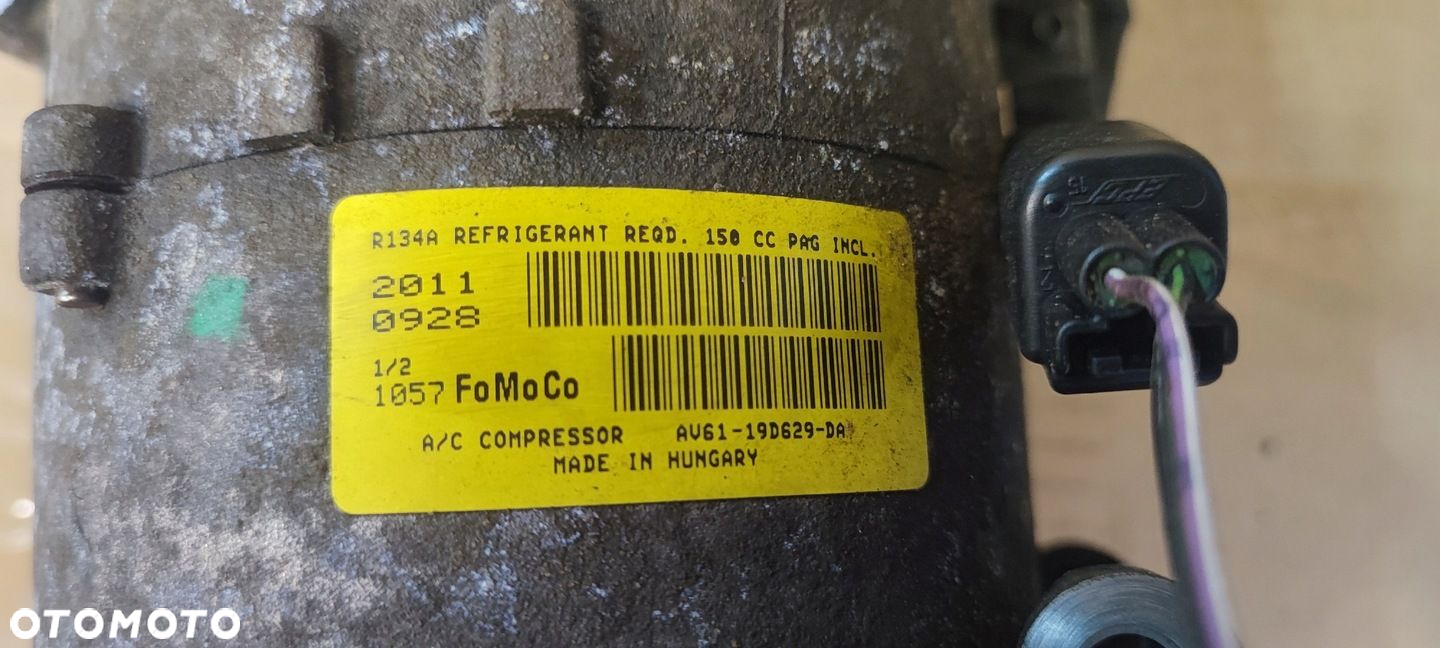 R134A REFRIGERANT REQD. 150 CC PAG INCL.
2011
0928
1/2
1057 FoMoCo
A/C COMPRESSOR AV61-19D629-DA
MADE IN HUNGARY
15
OTOMOTO